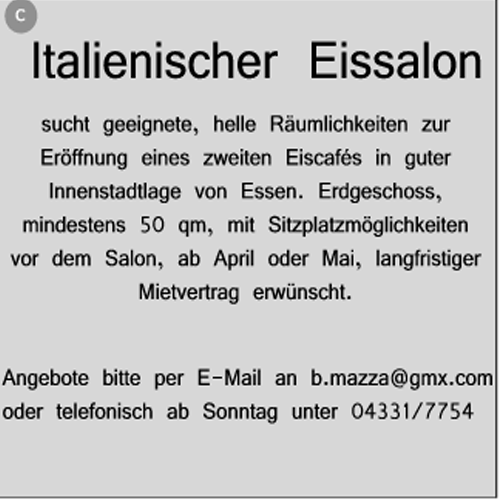 C
Italienischer Eissalon
sucht geeignete, helle Räumlichkeiten zur
Eröffnung eines zweiten Eiscafés in guter
Innenstadtlage von Essen. Erdgeschoss,
mindestens 50 qm, mit Sitzplatzmöglichkeiten
vor dem Salon, ab April oder Mai, langfristiger
Mietvertrag erwünscht.
Angebote bitte per E-Mail an b.mazza@gmx.com
oder telefonisch ab Sonntag unter 04331/7754